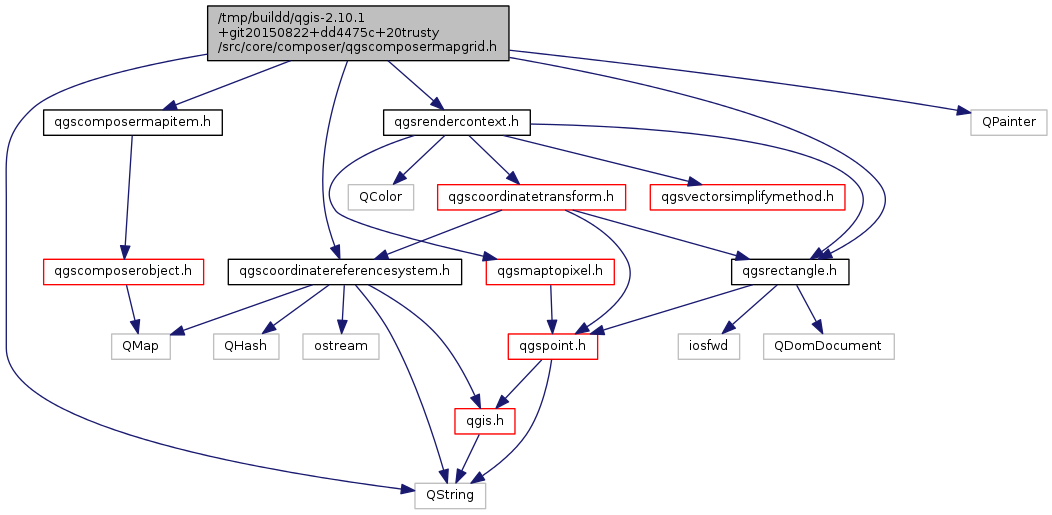 /tmp/buildd/qgis-2.10.1
+git20150822+dd4475c+20trusty
/src/core/composer/qgscomposermapgrid.h
qgscomposermapitem.h
qgsrendercontext.h
QPainter
QColor
qgscoordinatetransform.h
qgsvectorsimplifymethod.h
qgscomposerobject.h
qgscoordinatereferencesystem.h
qgsmaptopixel.h
qgsrectangle.h
QMap
QHash
ostream
qgspoint.h
iosfwd
QDomDocument
qgis.h
QString